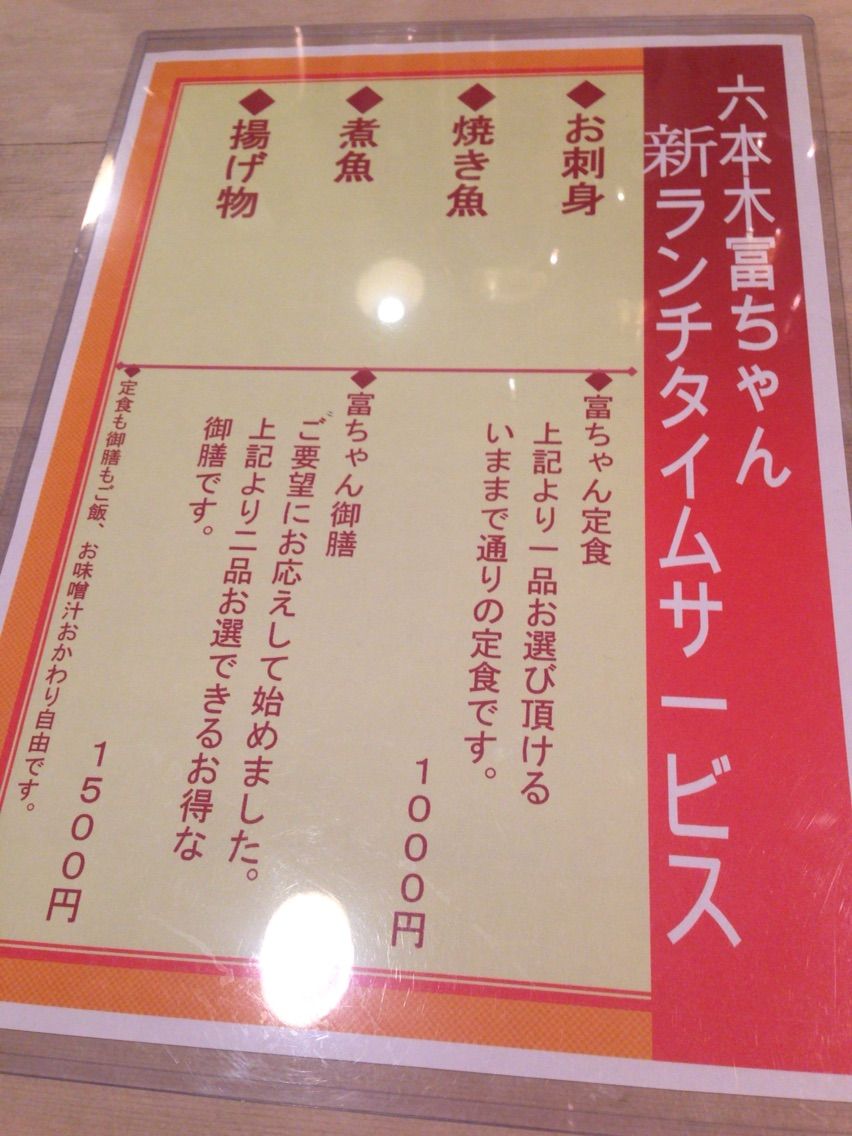 六本木富ちゃん
新ランチタイムサービス
◆お刺身
◆焼き魚
◆煮魚
◆揚げ物
◆富ちゃん定食
上記より一品お選び頂ける
いままで通りの定食です。
1000円
◆富ちゃん御膳
ご要望にお応えして始めました。
上記より二品お選できるお得な
御膳です。
1500円
◆定食も御膳もご飯、お味噌汁おかわり自由です。